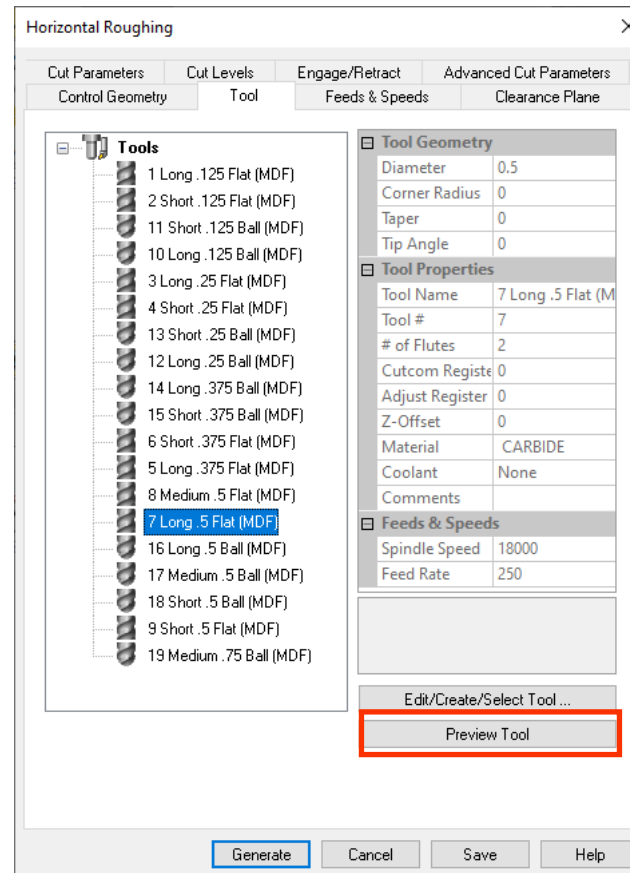 Horizontal Roughing
Cut Parameters Cut Levels Engage/Retract Advanced Cut Parameters
Control Geometry Tool Feeds & Speeds Clearance Plane
Tools
1 Long .125 Flat (MDF)
2 Short .125 Flat (MDF)
11 Short .125 Ball (MDF)
10 Long .125 Ball (MDF)
3 Long .25 Flat (MDF)
4 Short .25 Flat (MDF)
13 Short .25 Ball (MDF)
12 Long .25 Ball (MDF)
14 Long .375 Ball (MDF)
15 Short .375 Ball (MDF)
6 Short .375 Flat (MDF)
5 Long .375 Flat (MDF)
8 Medium .5 Flat (MDF)
7 Long .5 Flat (MDF)
16 Long .5 Ball (MDF)
17 Medium .5 Ball (MDF)
18 Short .5 Ball (MDF)
9 Short .5 Flat (MDF)
19 Medium .75 Ball (MDF)
Tool Geometry
Diameter 0.5
Corner Radius 0
Taper 0
Tip Angle 0
Tool Properties
Tool Name 7 Long .5 Flat (M
Tool # 7
# of Flutes 2
Cutcom Registe 0
Adjust Register 0
Z-Offset 0
Material CARBIDE
Coolant None
Comments
Feeds & Speeds
Spindle Speed 18000
Feed Rate 250
Edit/Create/Select Tool ...
Preview Tool
Generate Cancel Save Help